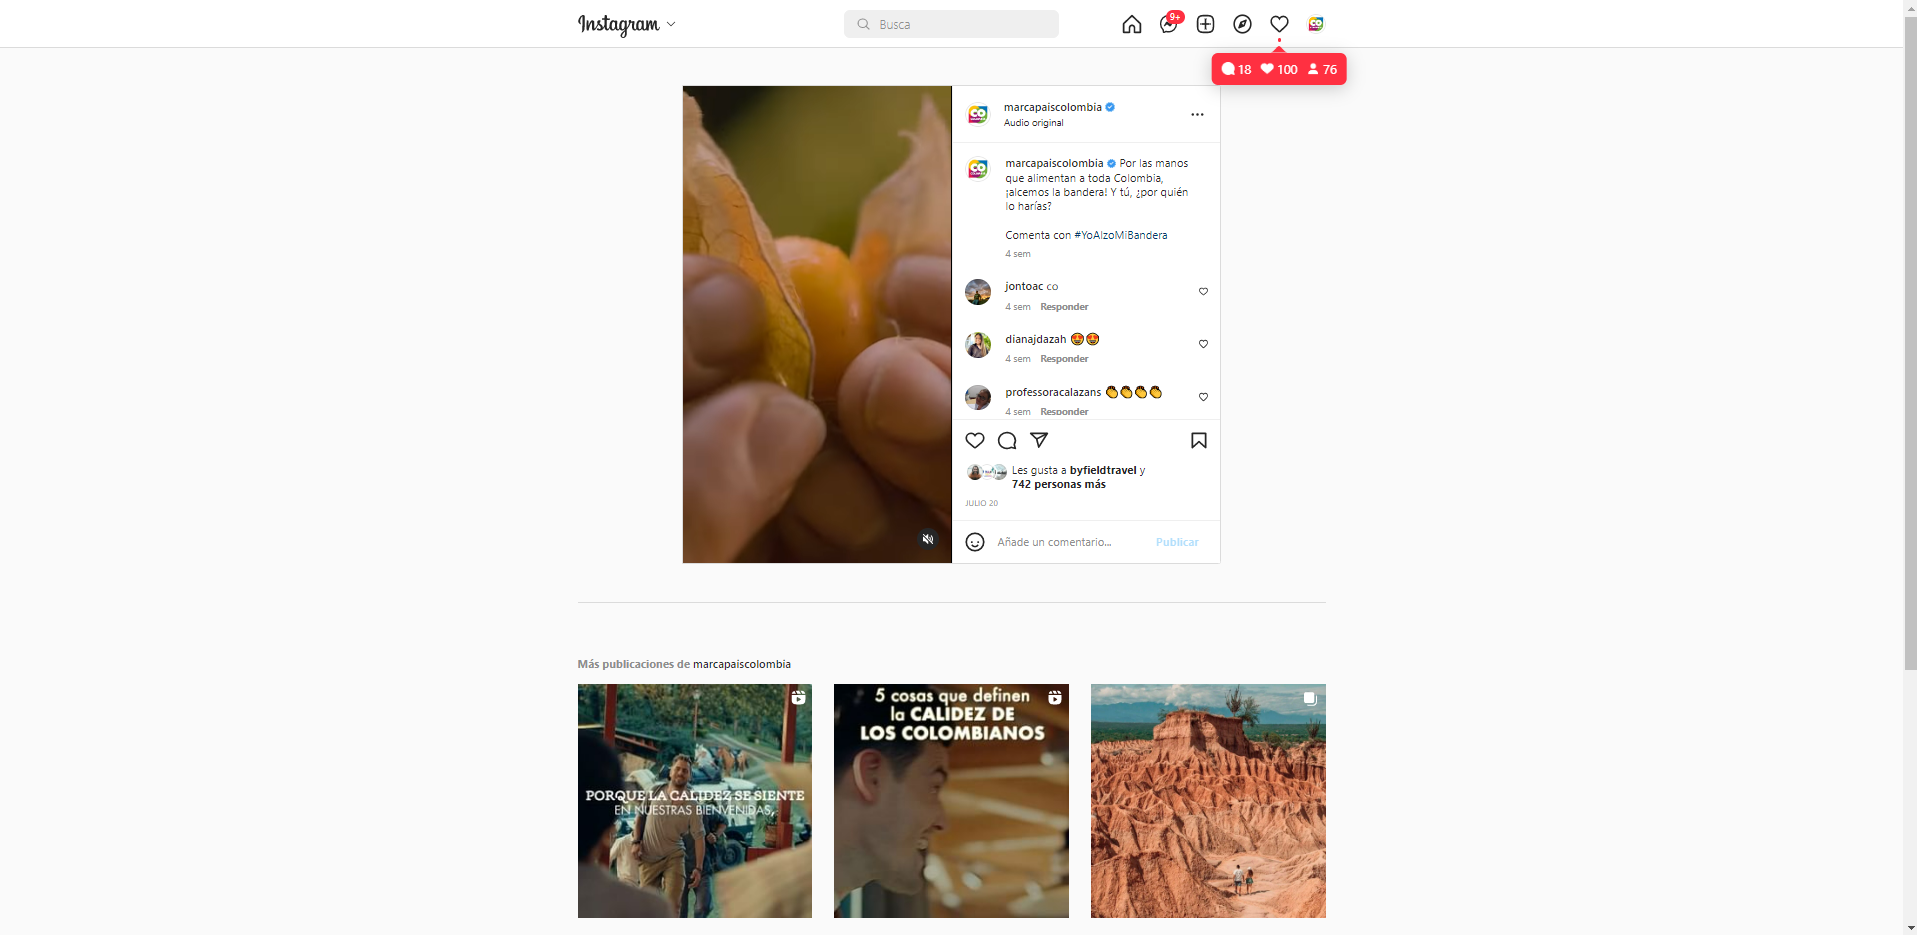 Instagram
Busca
9+
18 100 76
marcapaiscolombia
Audio original
marcapaiscolombia Por las manos
que alimentan a toda Colombia,
¡alcemos la bandera! Y tú, ¿por quién
lo harías?
Comenta con #YoAlzoMiBandera
4 sem
jontoac co
4 sem Responder
dianajdazah 😍😍
4 sem Responder
professoracalazans 👏👏👏👏
4 sem Responder
Les gusta a byfieldtravel y
742 personas más
JULIO 20
Añade un comentario...
Publicar
Más publicaciones de marcapaiscolombia
PORQUE LA CALIDEZ SE SIENTE
EN NUESTRAS BIENVENIDAS,
5 cosas que definen
la CALIDEZ DE
LOS COLOMBIANOS